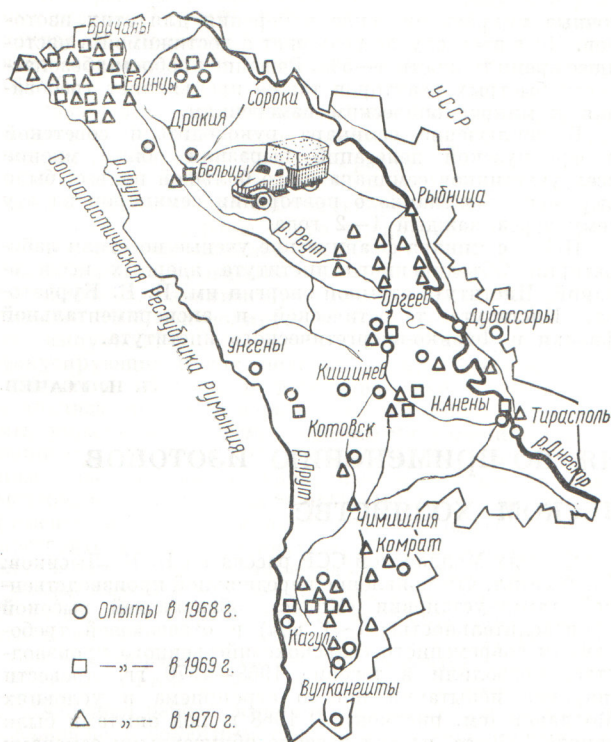 Бричаны
Единцы
Дрокия
Сороки
УССР
Бельцы
р.Прут
Рыбница
р.Реут
Социалистическая Республика Румыния
Оргеев
Дубоссары
Унгены
Кишинев
Н.Анены
Тирасполь
Котовск
р.Днестр
р.Прут
Чимишлия
Комрат
Опыты в 1968 г.
Кагул
—»— в 1969 г.
Вулканешты
—»— в 1970 г.